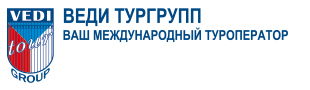 VEDI
tour
GROUP
ВЕДИ ТУРГРУПП
ВАШ МЕЖДУНАРОДНЫЙ ТУРОПЕРАТОР